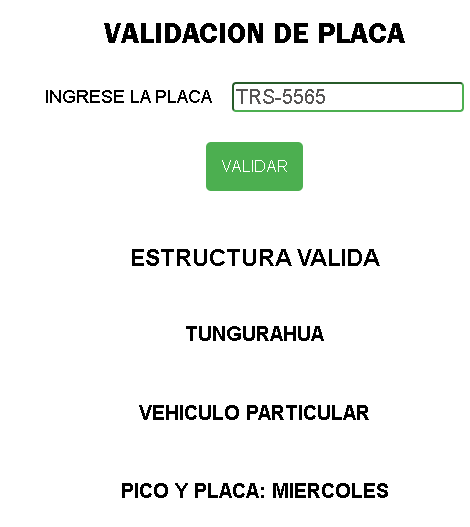 VALIDACION DE PLACA
INGRESE LA PLACA TRS-5565
VALIDAR
ESTRUCTURA VALIDA
TUNGURAHUA
VEHICULO PARTICULAR
PICO Y PLACA: MIERCOLES